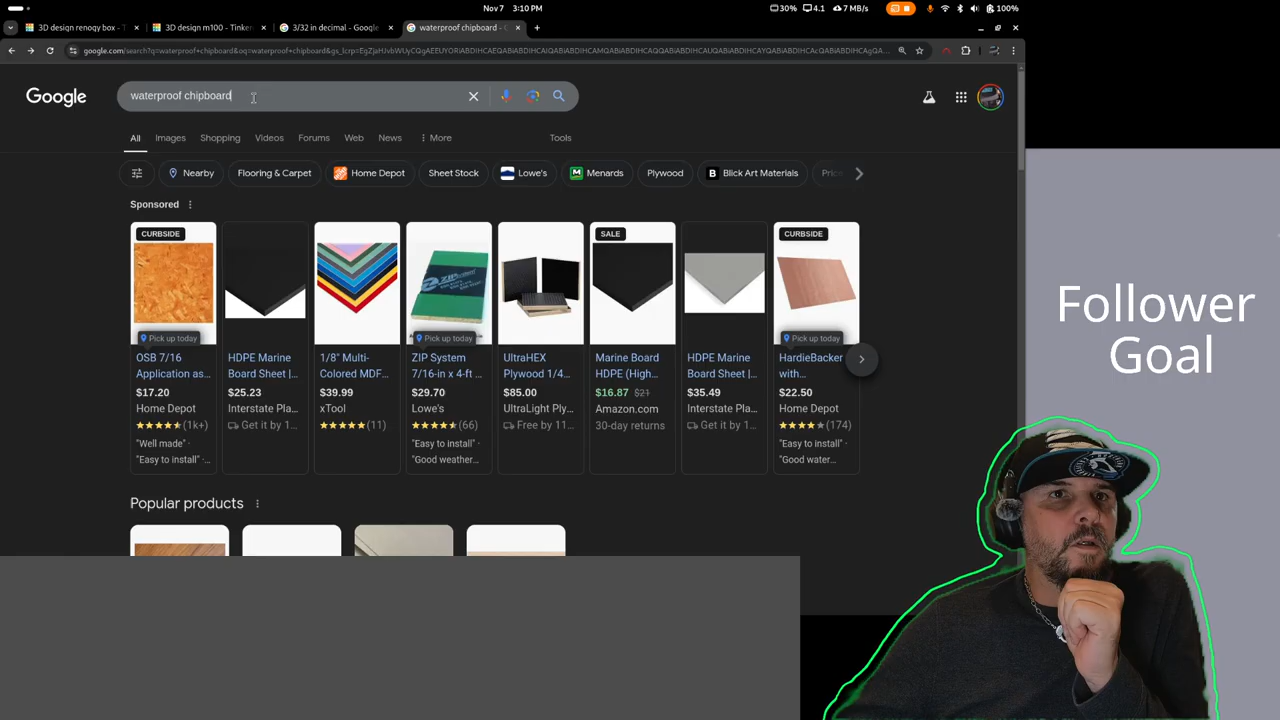 Nov 7 3:10 PM
30% 4.1 7 MB/s 100%
3D design renogy box - T
3D design m100 - Tinker
3/32 in decimal - Google
waterproof chipboard - G
Google
waterproof chipboard
All Images Shopping Videos Forums Web News More Tools
Nearby Flooring & Carpet Home Depot Sheet Stock Lowe's Menards Plywood Blick Art Materials
Sponsored
CURBSIDE
SALE
CURBSIDE
Pick up today
Pick up today
Pick up today
OSB 7/16
Application as...
$17.20
Home Depot
(1k+)
"Well made" ·
"Easy to install" ·...
HDPE Marine
Board Sheet |...
$25.23
Interstate Pla...
Get it by 1...
1/8" Multi-
Colored MDF...
$39.99
xTool
(11)
ZIP System
7/16-in x 4-ft ...
$29.70
Lowe's
(66)
"Easy to install" ·
"Good weather...
UltraHEX
Plywood 1/4...
$85.00
UltraLight Ply...
Free by 11...
Marine Board
HDPE (High...
$16.87 $21
Amazon.com
30-day returns
HDPE Marine
Board Sheet |...
$35.49
Interstate Pla...
Get it by 1...
HardieBacker
with...
$22.50
Home Depot
(174)
"Easy to install" ·
"Good water...
Popular products
Follower
Goal